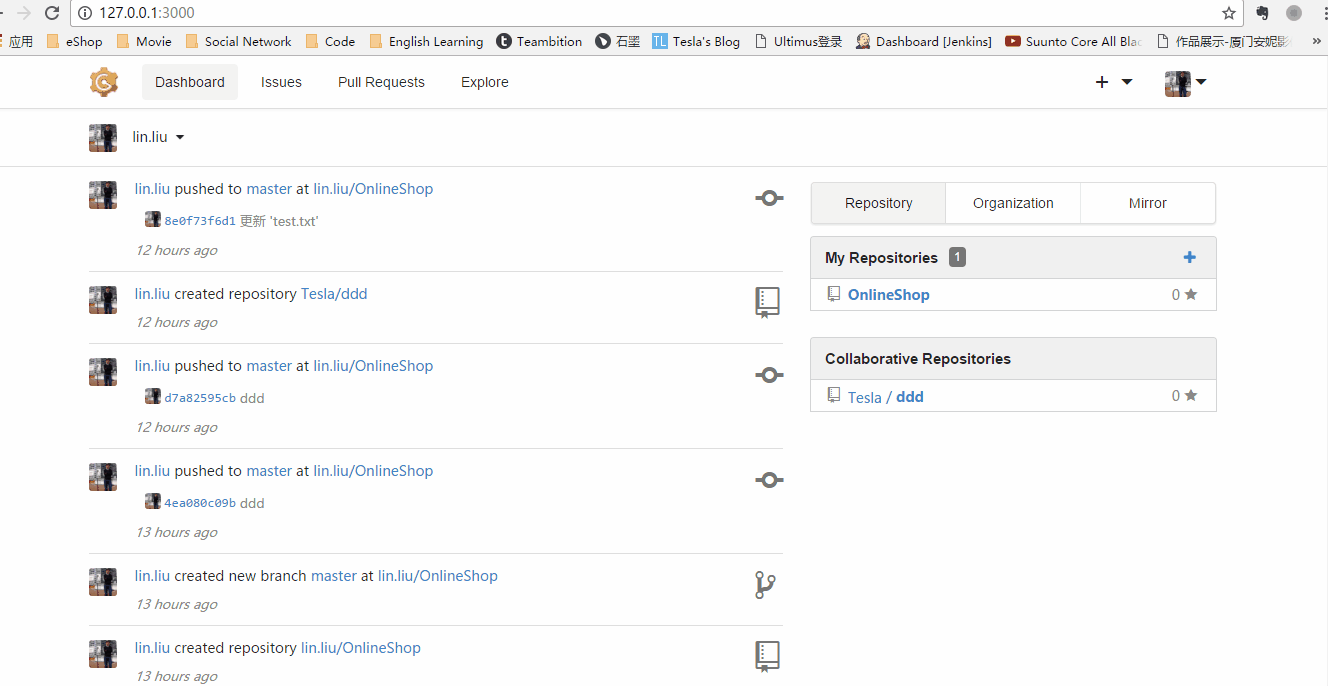 127.0.0.1:3000
应用 eShop Movie Social Network Code English Learning Teambition 石墨 TL Tesla's Blog Ultimus登录 Dashboard [Jenkins] Suunto Core All Blac 作品展示-厦门安妮影 »
Dashboard Issues Pull Requests Explore
lin.liu
lin.liu pushed to master at lin.liu/OnlineShop
8e0f73f6d1 更新 'test.txt'
12 hours ago
lin.liu created repository Tesla/ddd
12 hours ago
lin.liu pushed to master at lin.liu/OnlineShop
d7a82595cb ddd
12 hours ago
lin.liu pushed to master at lin.liu/OnlineShop
4ea080c09b ddd
13 hours ago
lin.liu created new branch master at lin.liu/OnlineShop
13 hours ago
lin.liu created repository lin.liu/OnlineShop
13 hours ago
Repository Organization Mirror
My Repositories 1
OnlineShop 0
Collaborative Repositories
Tesla / ddd 0